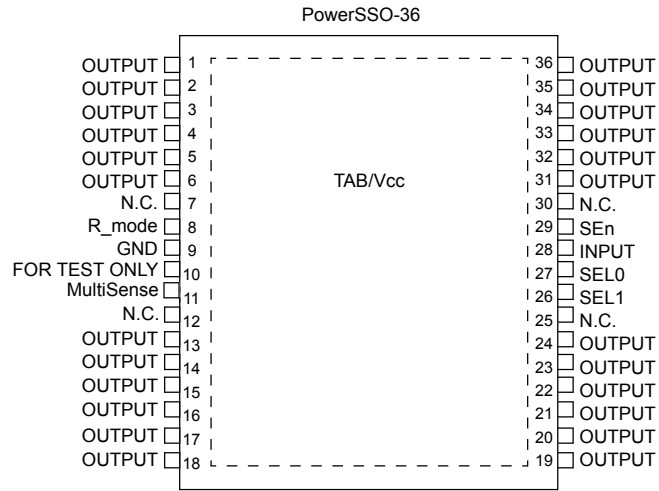 PowerSSO-36
OUTPUT 1 36 OUTPUT
OUTPUT 2 35 OUTPUT
OUTPUT 3 34 OUTPUT
OUTPUT 4 33 OUTPUT
OUTPUT 5 32 OUTPUT
OUTPUT 6 TAB/Vcc 31 OUTPUT
N.C. 7 30 N.C.
R_mode 8 29 SEn
GND 9 28 INPUT
FOR TEST ONLY 10 27 SEL0
MultiSense 11 26 SEL1
N.C. 12 25 N.C.
OUTPUT 13 24 OUTPUT
OUTPUT 14 23 OUTPUT
OUTPUT 15 22 OUTPUT
OUTPUT 16 21 OUTPUT
OUTPUT 17 20 OUTPUT
OUTPUT 18 19 OUTPUT